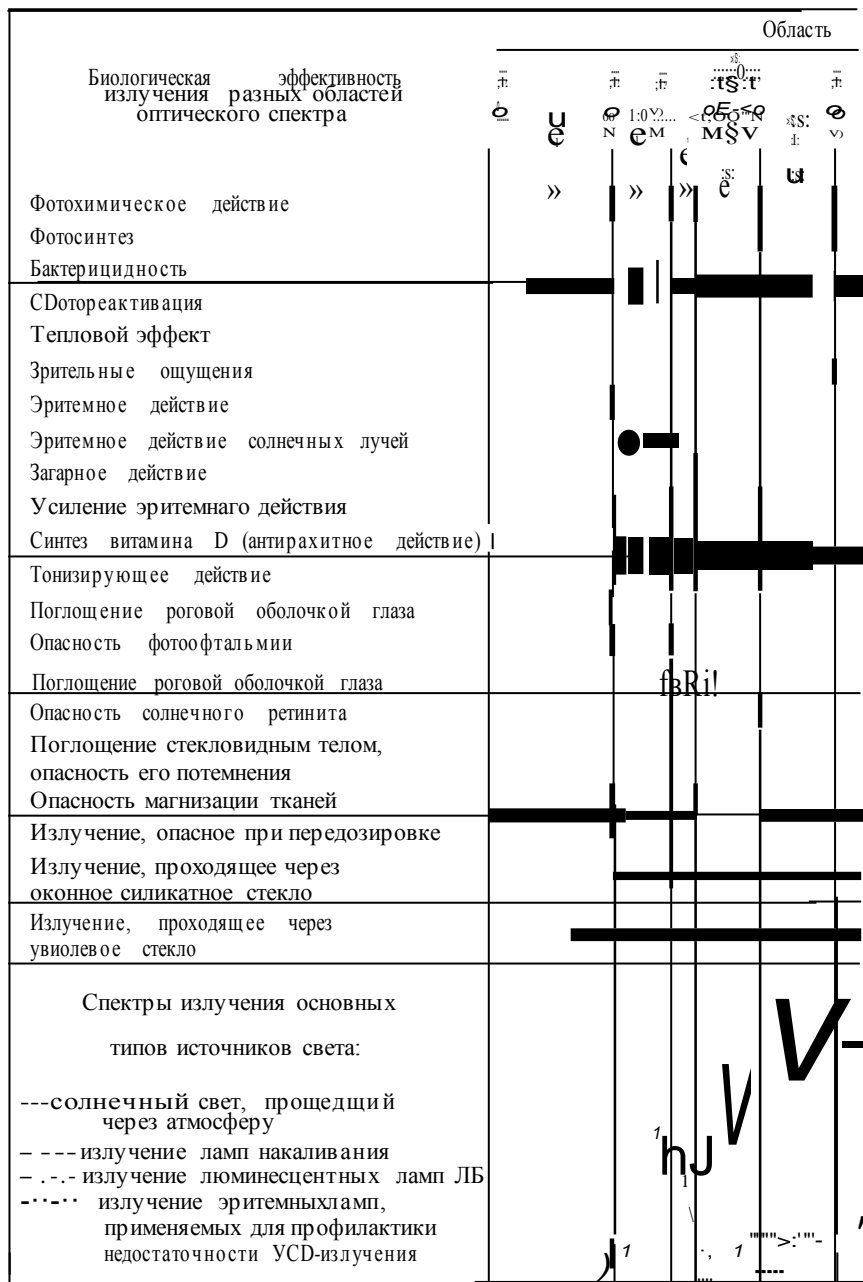 Область
Биологическая эффективность
излучения разных областей
оптического спектра
Фотохимическое действие
Фотосинтез
Бактерицидность
CDотореактивация
Тепловой эффект
Зрительные ощущения
Эритемное действие
Эритемное действие солнечных лучей
Загарное действие
Усиление эритемнаго действия
Синтез витамина D (антирахитное действие)
Тонизирующее действие
Поглощение роговой оболочкой глаза
Опасность фотоофтальмии
Поглощение роговой оболочкой глаза
fвRi!
Опасность солнечного ретинита
Поглощение стекловидным телом,
опасность его потемнения
Опасность магнизации тканей
Излучение, опасное при передозировке
Излучение, проходящее через
оконное силикатное стекло
Излучение, проходящее через
увиолевое стекло
Спектры излучения основных
типов источников света:
---солнечный свет, прощедщий
через атмосферу
– ---излучение ламп накаливания
– .-.-излучение люминесцентных ламп ЛБ
-··-·· излучение эритемныхламп,
применяемых для профилактики
недостаточности УCD-излучения